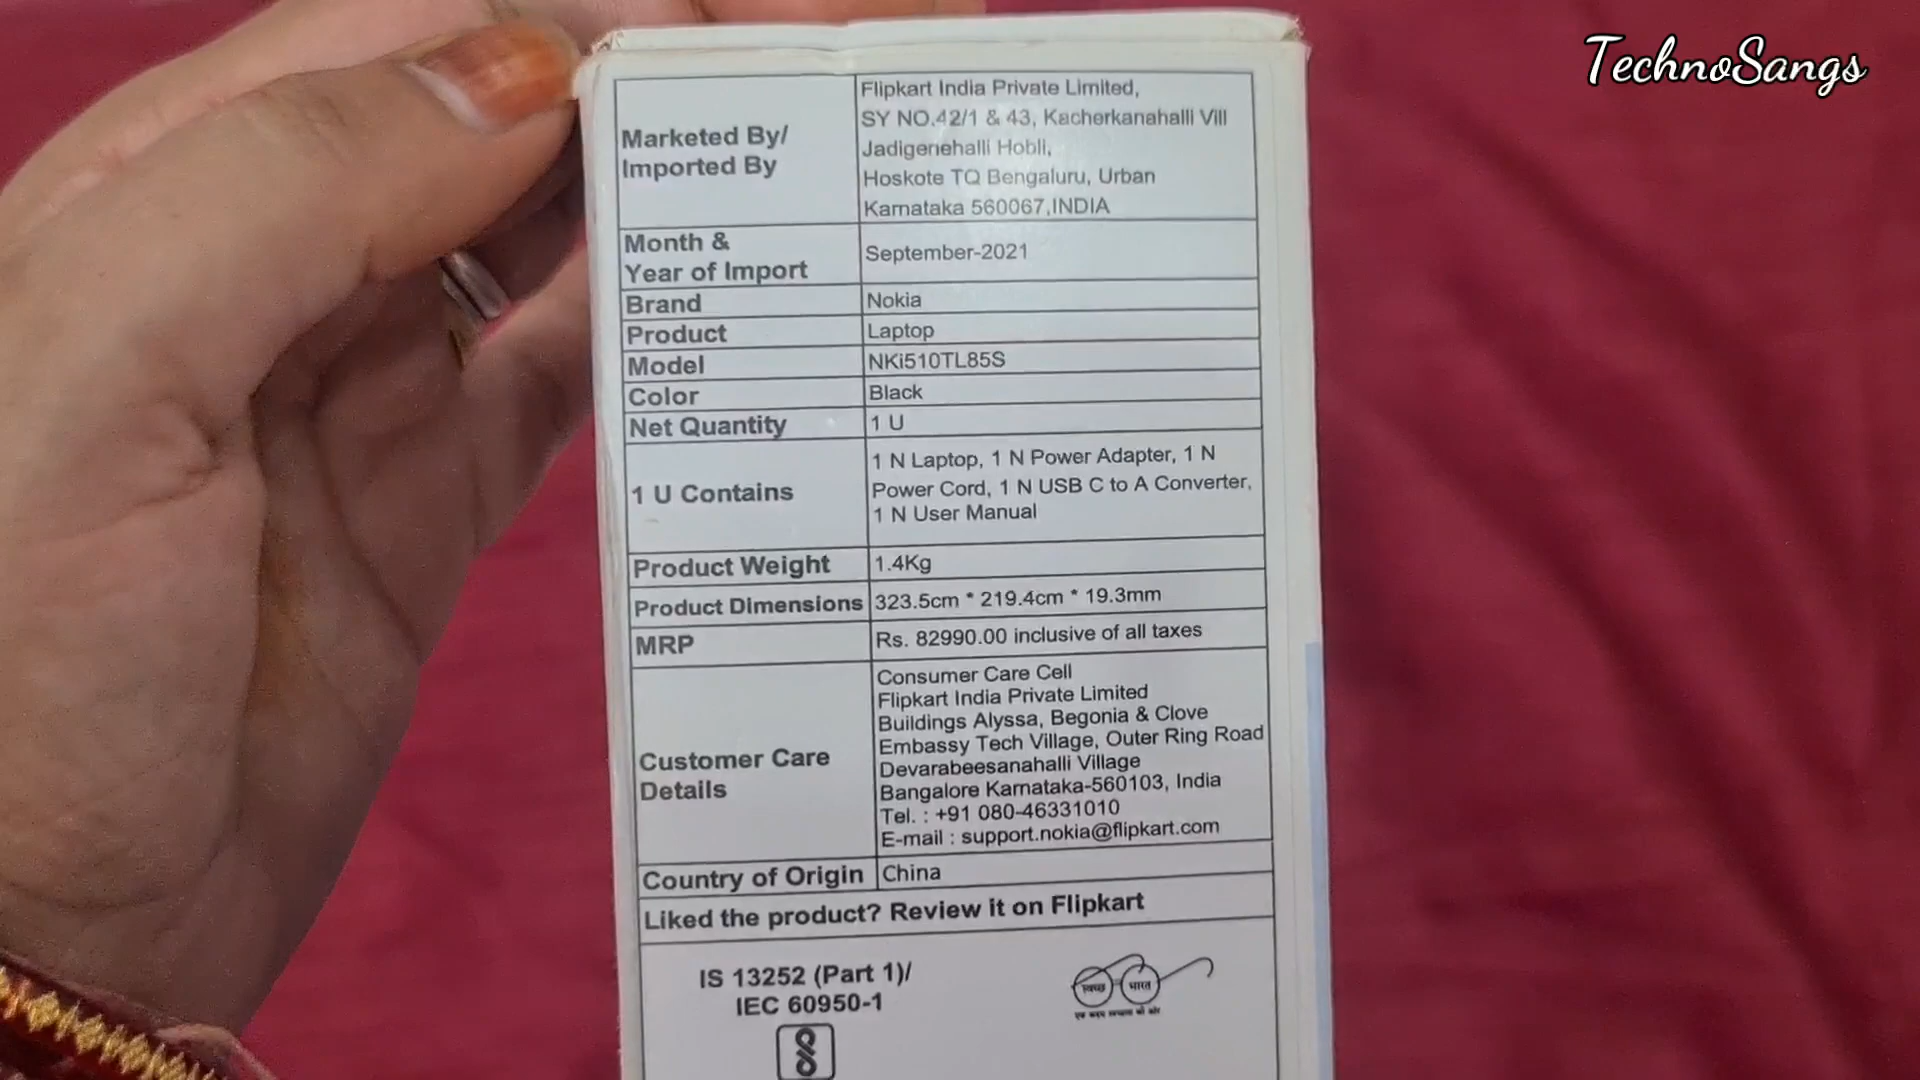 TechnoSangs
Marketed By/
Imported By
Flipkart India Private Limited,
SY NO.42/1 & 43, Kacherkanahalli Vill
Jadigenehalli Hobli,
Hoskote TQ Bengaluru, Urban
Karnataka 560067,INDIA
Month &
Year of Import
September-2021
Brand
Nokia
Product
Laptop
Model
NKi510TL85S
Color
Black
Net Quantity
1 U
1 U Contains
1 N Laptop, 1 N Power Adapter, 1 N
Power Cord, 1 N USB C to A Converter,
1 N User Manual
Product Weight
1.4Kg
Product Dimensions
323.5cm * 219.4cm * 19.3mm
MRP
Rs. 82990.00 inclusive of all taxes
Customer Care
Details
Consumer Care Cell
Flipkart India Private Limited
Buildings Alyssa, Begonia & Clove
Embassy Tech Village, Outer Ring Road
Devarabeesanahalli Village
Bangalore Karnataka-560103, India
Tel. : +91 080-46331010
E-mail : support.nokia@flipkart.com
Country of Origin
China
Liked the product? Review it on Flipkart
IS 13252 (Part 1)/
IEC 60950-1
स्वच्छ भारत
एक कदम स्वच्छता की ओर